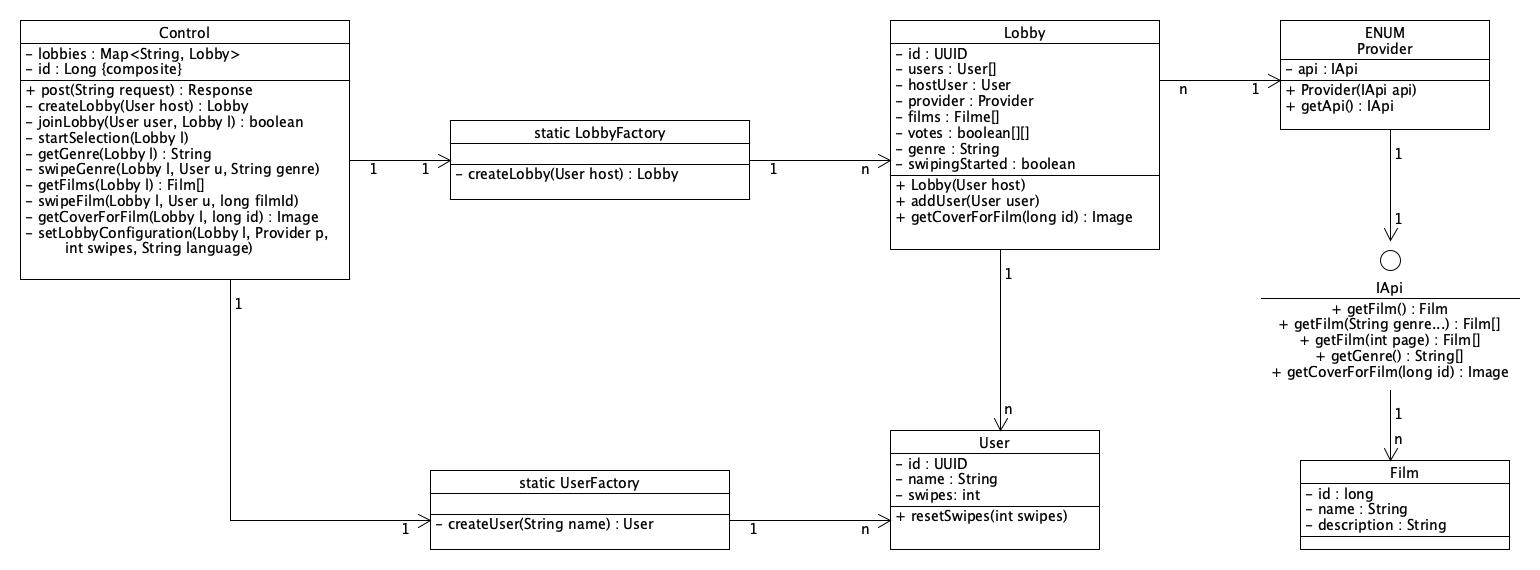 Control
– lobbies : Map<String, Lobby>
– id : Long {composite}
+ post(String request) : Response
– createLobby(User host) : Lobby
– joinLobby(User user, Lobby l) : boolean
– startSelection(Lobby l)
– getGenre(Lobby l) : String
– swipeGenre(Lobby l, User u, String genre)
– getFilms(Lobby l) : Film[]
– swipeFilm(Lobby l, User u, long filmId)
– getCoverForFilm(Lobby l, long id) : Image
– setLobbyConfiguration(Lobby l, Provider p,
int swipes, String language)
1
1
static LobbyFactory
– createLobby(User host) : Lobby
1
n
Lobby
– id : UUID
– users : User[]
– hostUser : User
– provider : Provider
– films : Filme[]
– votes : boolean[][]
– genre : String
– swipingStarted : boolean
+ Lobby(User host)
+ addUser(User user)
+ getCoverForFilm(long id) : Image
n
1
ENUM
Provider
– api : IApi
+ Provider(IApi api)
+ getApi() : IApi
1
1
IApi
+ getFilm() : Film
+ getFilm(String genre...) : Film[]
+ getFilm(int page) : Film[]
+ getGenre() : String[]
+ getCoverForFilm(long id) : Image
1
n
Film
– id : long
– name : String
– description : String
1
n
User
– id : UUID
– name : String
– swipes: int
+ resetSwipes(int swipes)
1
1
static UserFactory
– createUser(String name) : User
1
n